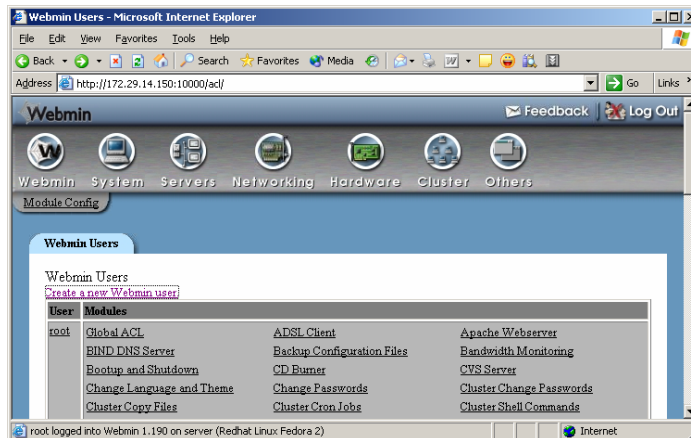 Webmin Users - Microsoft Internet Explorer
File Edit View Favorites Tools Help
Back Search Favorites Media
Address http://172.29.14.150:10000/acl/ Go Links
Webmin Feedback Log Out
Webmin System Servers Networking Hardware Cluster Others
Module Config
Webmin Users
Webmin Users
Create a new Webmin user
User Modules
root Global ACL ADSL Client Apache Webserver
BIND DNS Server Backup Configuration Files Bandwidth Monitoring
Bootup and Shutdown CD Burner CVS Server
Change Language and Theme Change Passwords Cluster Change Passwords
Cluster Copy Files Cluster Cron Jobs Cluster Shell Commands
root logged into Webmin 1.190 on server (Redhat Linux Fedora 2) Internet